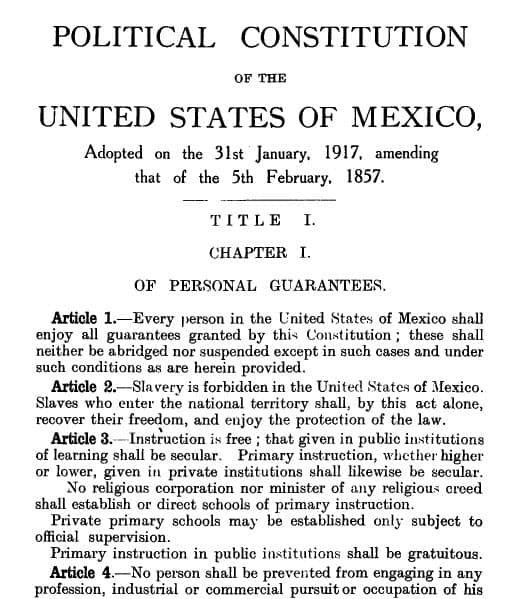 POLITICAL CONSTITUTION
OF THE
UNITED STATES OF MEXICO,
Adopted on the 31st January, 1917, amending
that of the 5th February, 1857.
TITLE I.
CHAPTER I.
OF PERSONAL GUARANTEES.
Article 1.—Every person in the United States of Mexico shall
enjoy all guarantees granted by this Constitution ; these shall
neither be abridged nor suspended except in such cases and under
such conditions as are herein provided.
Article 2.—Slavery is forbidden in the United States of Mexico.
Slaves who enter the national territory shall, by this act alone,
recover their freedom, and enjoy the protection of the law.
Article 3.—Instruction is free ; that given in public institutions
of learning shall be secular. Primary instruction, whether higher
or lower, given in private institutions shall likewise be secular.
No religious corporation nor minister of any religious creed
shall establish or direct schools of primary instruction.
Private primary schools may be established only subject to
official supervision.
Primary instruction in public institutions shall be gratuitous.
Article 4.—No person shall be prevented from engaging in any
profession, industrial or commercial pursuit or occupation of his